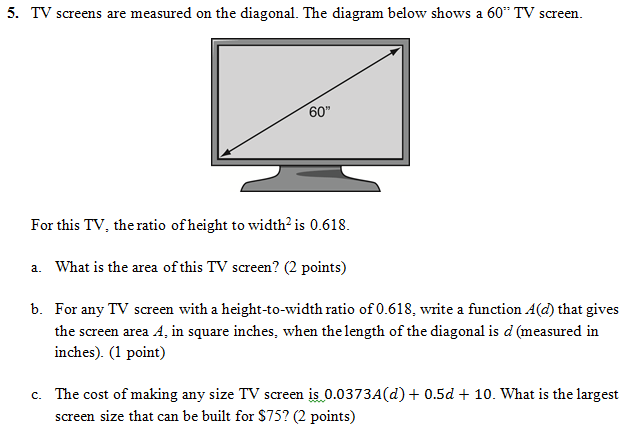 5. TV screens are measured on the diagonal. The diagram below shows a 60” TV screen.
60”
For this TV, the ratio of height to width² is 0.618.
a. What is the area of this TV screen? (2 points)
b. For any TV screen with a height-to-width ratio of 0.618, write a function A(d) that gives
the screen area A, in square inches, when the length of the diagonal is d (measured in
inches). (1 point)
c. The cost of making any size TV screen is 0.0373A(d) + 0.5d + 10. What is the largest
screen size that can be built for $75? (2 points)